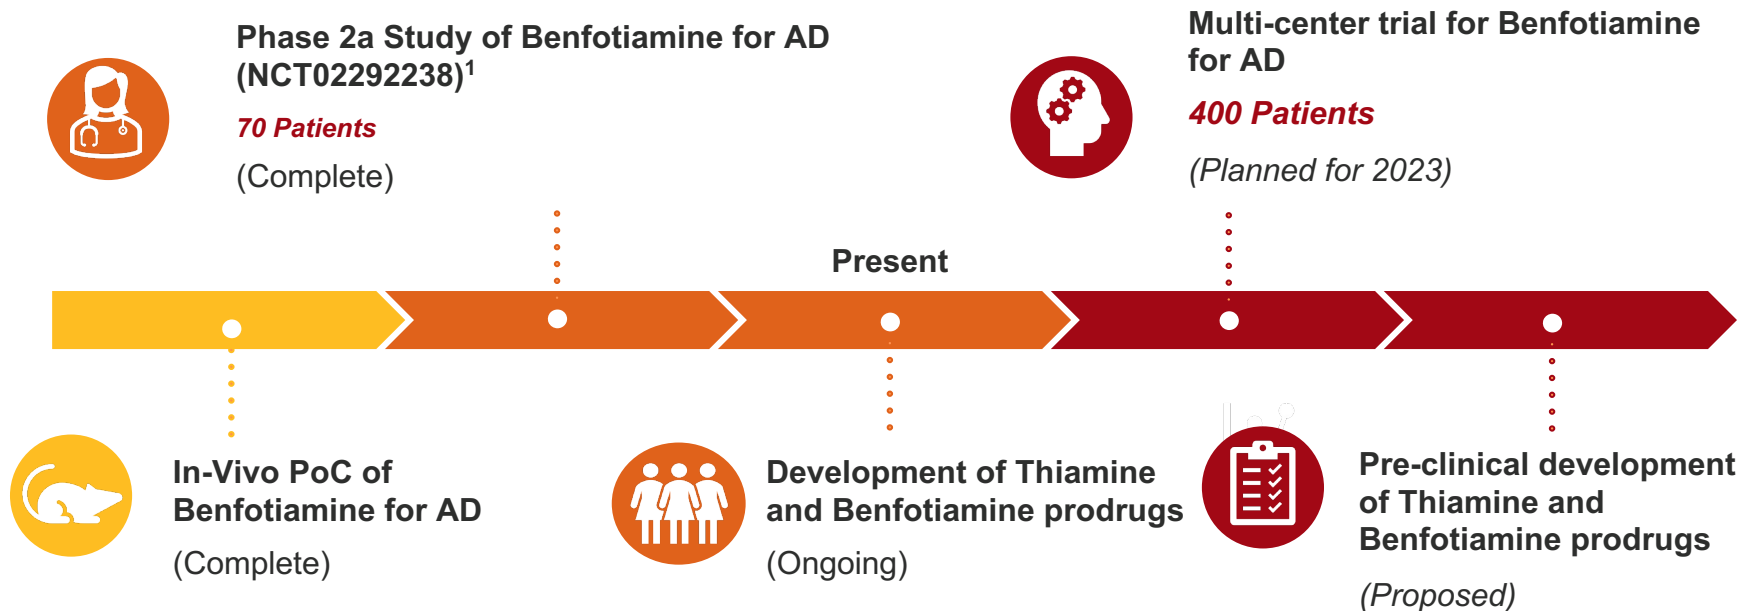 Phase 2a Study of Benfotiamine for AD
(NCT02292238)¹
70 Patients
(Complete)
Multi-center trial for Benfotiamine
for AD
400 Patients
(Planned for 2023)
Present
In-Vivo PoC of
Benfotiamine for AD
(Complete)
Development of Thiamine
and Benfotiamine prodrugs
(Ongoing)
Pre-clinical development
of Thiamine and
Benfotiamine prodrugs
(Proposed)